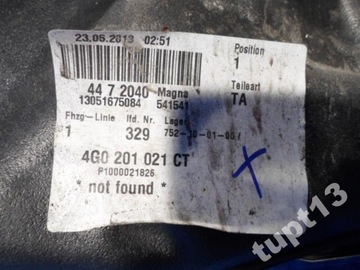 23.05.2013 02:51
Position
1
44 7 2040 Magna
13051675084 541541
Teileart
TA
Fhzg-Linie lfd. Nr. Lager
1 329
4G0 201 021 CT
P1000021826
* not found *
X
tupt13